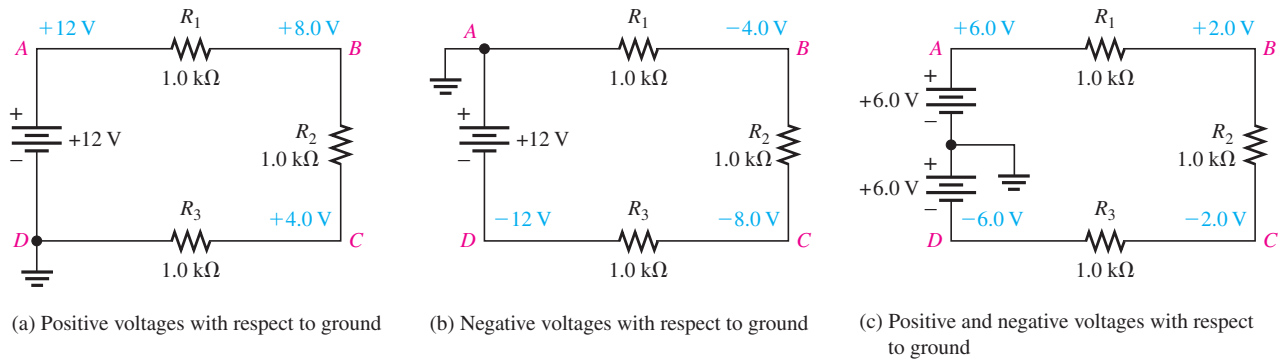 +12 V
R1
+8.0 V
A
B
1.0 kΩ
+
+12 V
−
R2
1.0 kΩ
R3
+4.0 V
D
C
1.0 kΩ
(a) Positive voltages with respect to ground
A
R1
−4.0 V
B
1.0 kΩ
+
+12 V
−
R2
1.0 kΩ
−12 V
R3
−8.0 V
D
C
1.0 kΩ
(b) Negative voltages with respect to ground
+6.0 V
R1
+2.0 V
A
B
1.0 kΩ
+
+6.0 V
−
R2
1.0 kΩ
+
+6.0 V
−
−6.0 V
R3
−2.0 V
D
C
1.0 kΩ
(c) Positive and negative voltages with respect
to ground